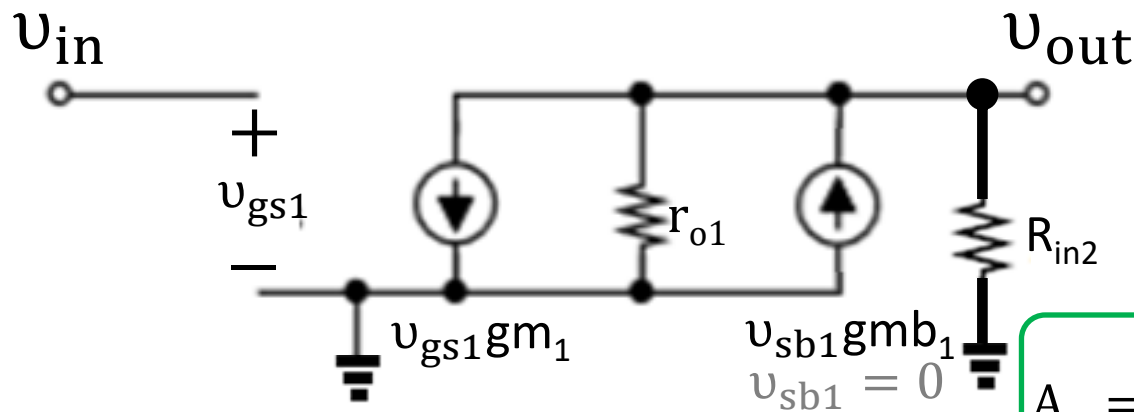 υin
υout
+
υgs1
−
ro1
Rin2
υgs1gm1
υsb1gmb1
υsb1 = 0
A =